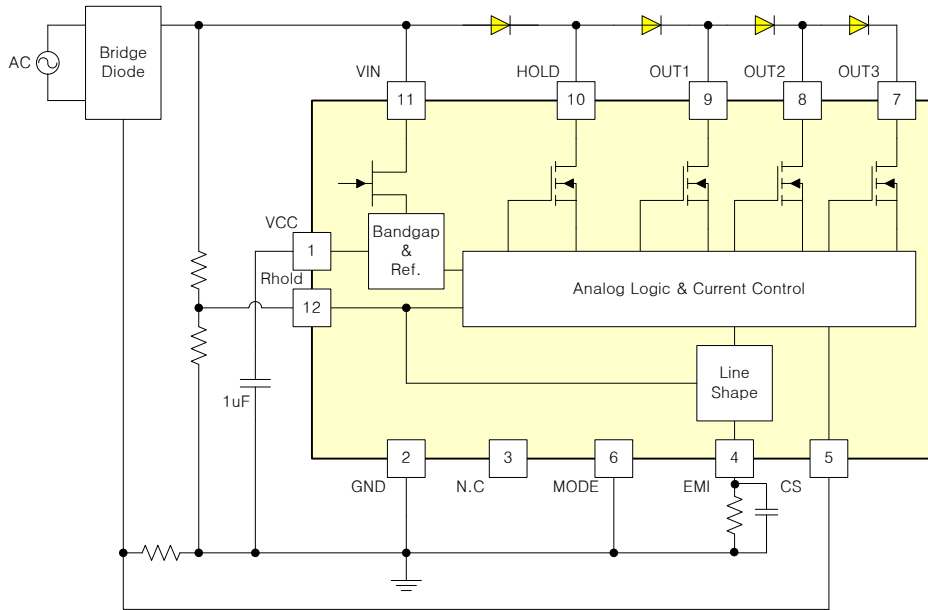 AC
Bridge
Diode
VIN
HOLD
OUT1
OUT2
OUT3
11
10
9
8
7
VCC
1
Bandgap
&
Ref.
Rhold
12
Analog Logic & Current Control
1uF
Line
Shape
2
3
6
4
5
GND
N.C
MODE
EMI
CS